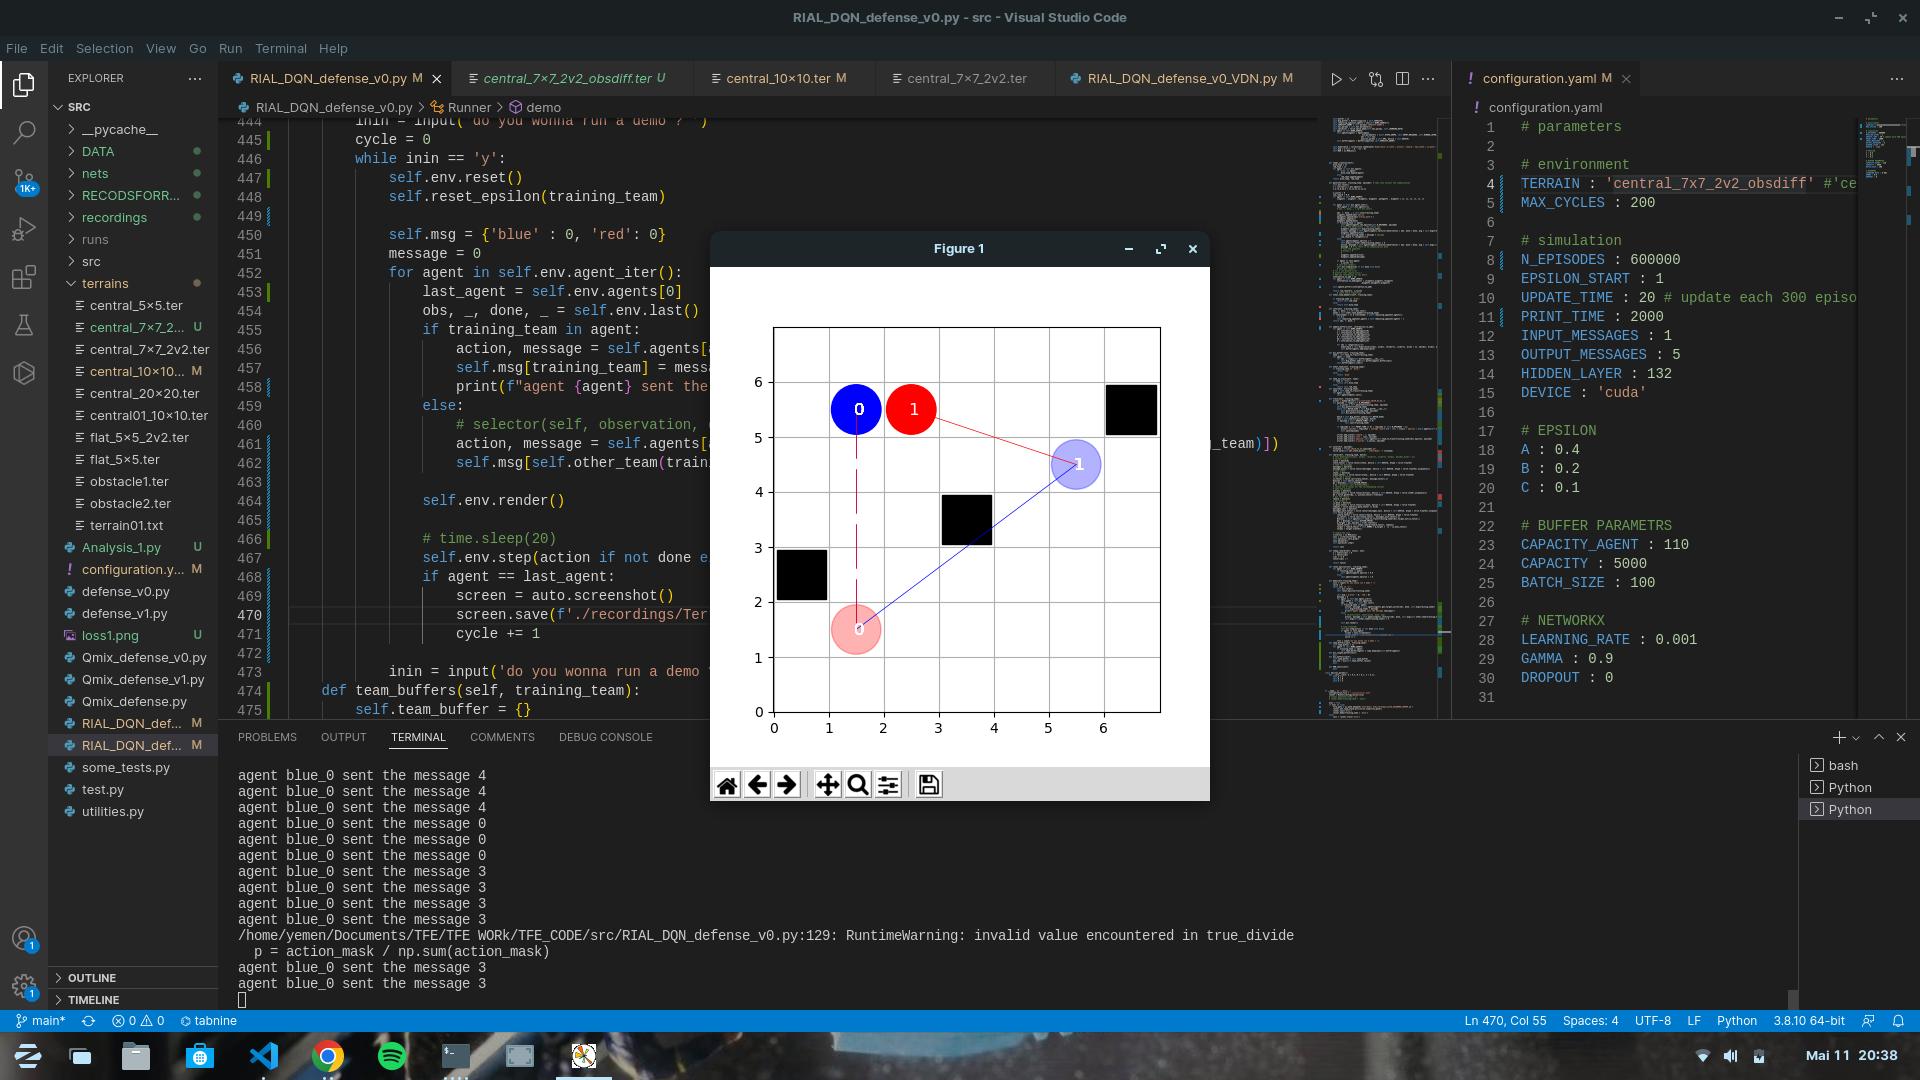 RIAL_DQN_defense_v0.py - src - Visual Studio Code
File Edit Selection View Go Run Terminal Help
EXPLORER
SRC
__pycache__
DATA
nets
RECODSFORR...
recordings
runs
src
terrains
central_5×5.ter
central_7×7_2... U
central_7×7_2v2.ter
central_10×10... M
central_20×20.ter
central01_10×10.ter
flat_5×5_2v2.ter
flat_5×5.ter
obstacle1.ter
obstacle2.ter
terrain01.txt
Analysis_1.py U
configuration.y... M
defense_v0.py
defense_v1.py
loss1.png U
Qmix_defense_v0.py
Qmix_defense_v1.py
Qmix_defense.py
RIAL_DQN_def... M
RIAL_DQN_def... M
some_tests.py
test.py
utilities.py
OUTLINE
TIMELINE
1K+
1
1
RIAL_DQN_defense_v0.py M central_7×7_2v2_obsdiff.ter U central_10×10.ter M central_7×7_2v2.ter RIAL_DQN_defense_v0_VDN.py M
RIAL_DQN_defense_v0.py > Runner > demo
444 inin = input('do you wonna run a demo ? ')
445 cycle = 0
446 while inin == 'y':
447 self.env.reset()
448 self.reset_epsilon(training_team)
449
450 self.msg = {'blue' : 0, 'red': 0}
451 message = 0
452 for agent in self.env.agent_iter():
453 last_agent = self.env.agents[0]
454 obs, _, done, _ = self.env.last()
455 if training_team in agent:
456 action, message = self.agents[
457 self.msg[training_team] = mess
458 print(f"agent {agent} sent the
459 else:
460 # selector(self, observation,
461 action, message = self.agents[ g_team)])
462 self.msg[self.other_team(train
463
464 self.env.render()
465
466 # time.sleep(20)
467 self.env.step(action if not done e
468 if agent == last_agent:
469 screen = auto.screenshot()
470 screen.save(f'./recordings/Ter
471 cycle += 1
472
473 inin = input('do you wonna run a demo
474 def team_buffers(self, training_team):
475 self.team_buffer = {}
Figure 1
6
5
4
3
2
1
0
0 1 2 3 4 5 6
0
1
1
0
configuration.yaml M
configuration.yaml
1 # parameters
2
3 # environment
4 TERRAIN : 'central_7x7_2v2_obsdiff' #'ce
5 MAX_CYCLES : 200
6
7 # simulation
8 N_EPISODES : 600000
9 EPSILON_START : 1
10 UPDATE_TIME : 20 # update each 300 episo
11 PRINT_TIME : 2000
12 INPUT_MESSAGES : 1
13 OUTPUT_MESSAGES : 5
14 HIDDEN_LAYER : 132
15 DEVICE : 'cuda'
16
17 # EPSILON
18 A : 0.4
19 B : 0.2
20 C : 0.1
21
22 # BUFFER PARAMETRS
23 CAPACITY_AGENT : 110
24 CAPACITY : 5000
25 BATCH_SIZE : 100
26
27 # NETWORKX
28 LEARNING_RATE : 0.001
29 GAMMA : 0.9
30 DROPOUT : 0
31
PROBLEMS OUTPUT TERMINAL COMMENTS DEBUG CONSOLE
agent blue_0 sent the message 4
agent blue_0 sent the message 4
agent blue_0 sent the message 4
agent blue_0 sent the message 0
agent blue_0 sent the message 0
agent blue_0 sent the message 0
agent blue_0 sent the message 3
agent blue_0 sent the message 3
agent blue_0 sent the message 3
agent blue_0 sent the message 3
/home/yemen/Documents/TFE/TFE WORk/TFE_CODE/src/RIAL_DQN_defense_v0.py:129: RuntimeWarning: invalid value encountered in true_divide
p = action_mask / np.sum(action_mask)
agent blue_0 sent the message 3
agent blue_0 sent the message 3
bash
Python
Python
main* 0 0 tabnine Ln 470, Col 55 Spaces: 4 UTF-8 LF Python 3.8.10 64-bit
Mai 11 20:38